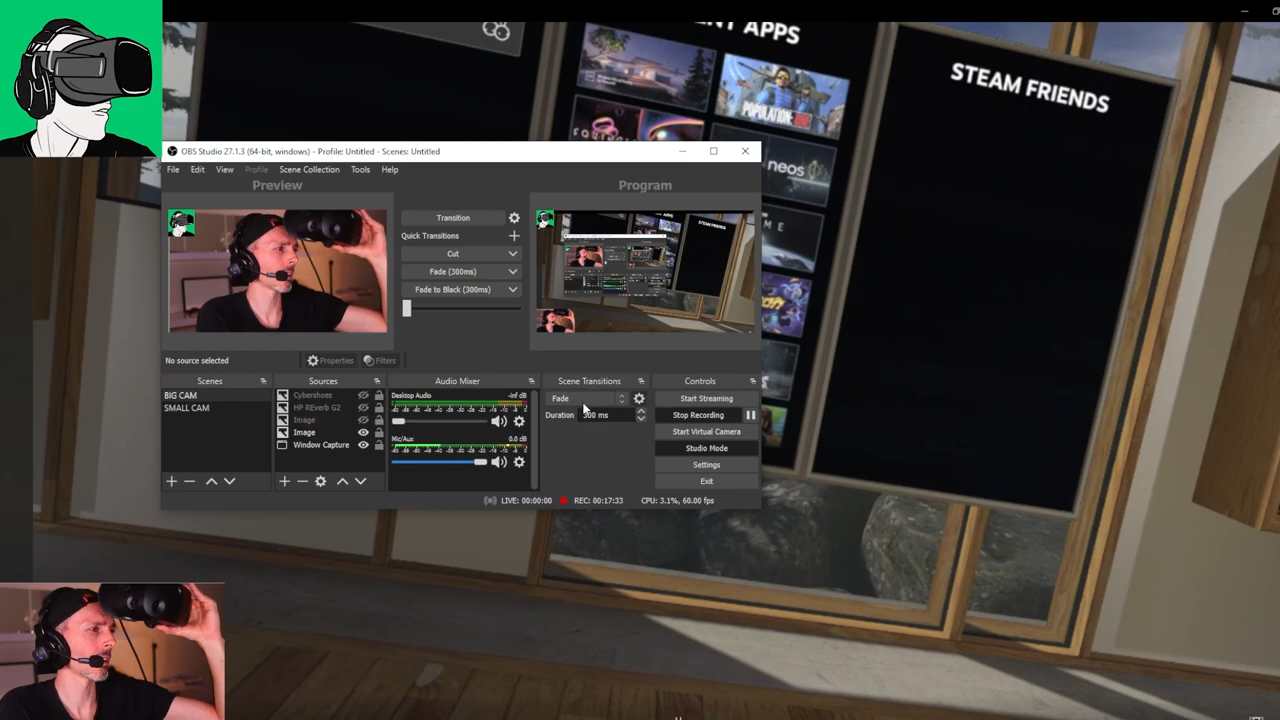 APPS
STEAM FRIENDS
POPULATION: ONE
neos
OBS Studio 27.1.3 (64-bit, windows) - Profile: Untitled - Scenes: Untitled
File Edit View Profile Scene Collection Tools Help
Preview
Program
Transition
Quick Transitions
Cut
Fade (300ms)
Fade to Black (300ms)
No source selected
Properties
Filters
Scenes
BIG CAM
SMALL CAM
Sources
Cybershoes
HP REverb G2
Image
Image
Window Capture
Audio Mixer
Desktop Audio
-inf dB
Mic/Aux
0.0 dB
Scene Transitions
Fade
Duration
300 ms
Controls
Start Streaming
Stop Recording
Start Virtual Camera
Studio Mode
Settings
Exit
LIVE: 00:00:00
REC: 00:17:33
CPU: 3.1%, 60.00 fps